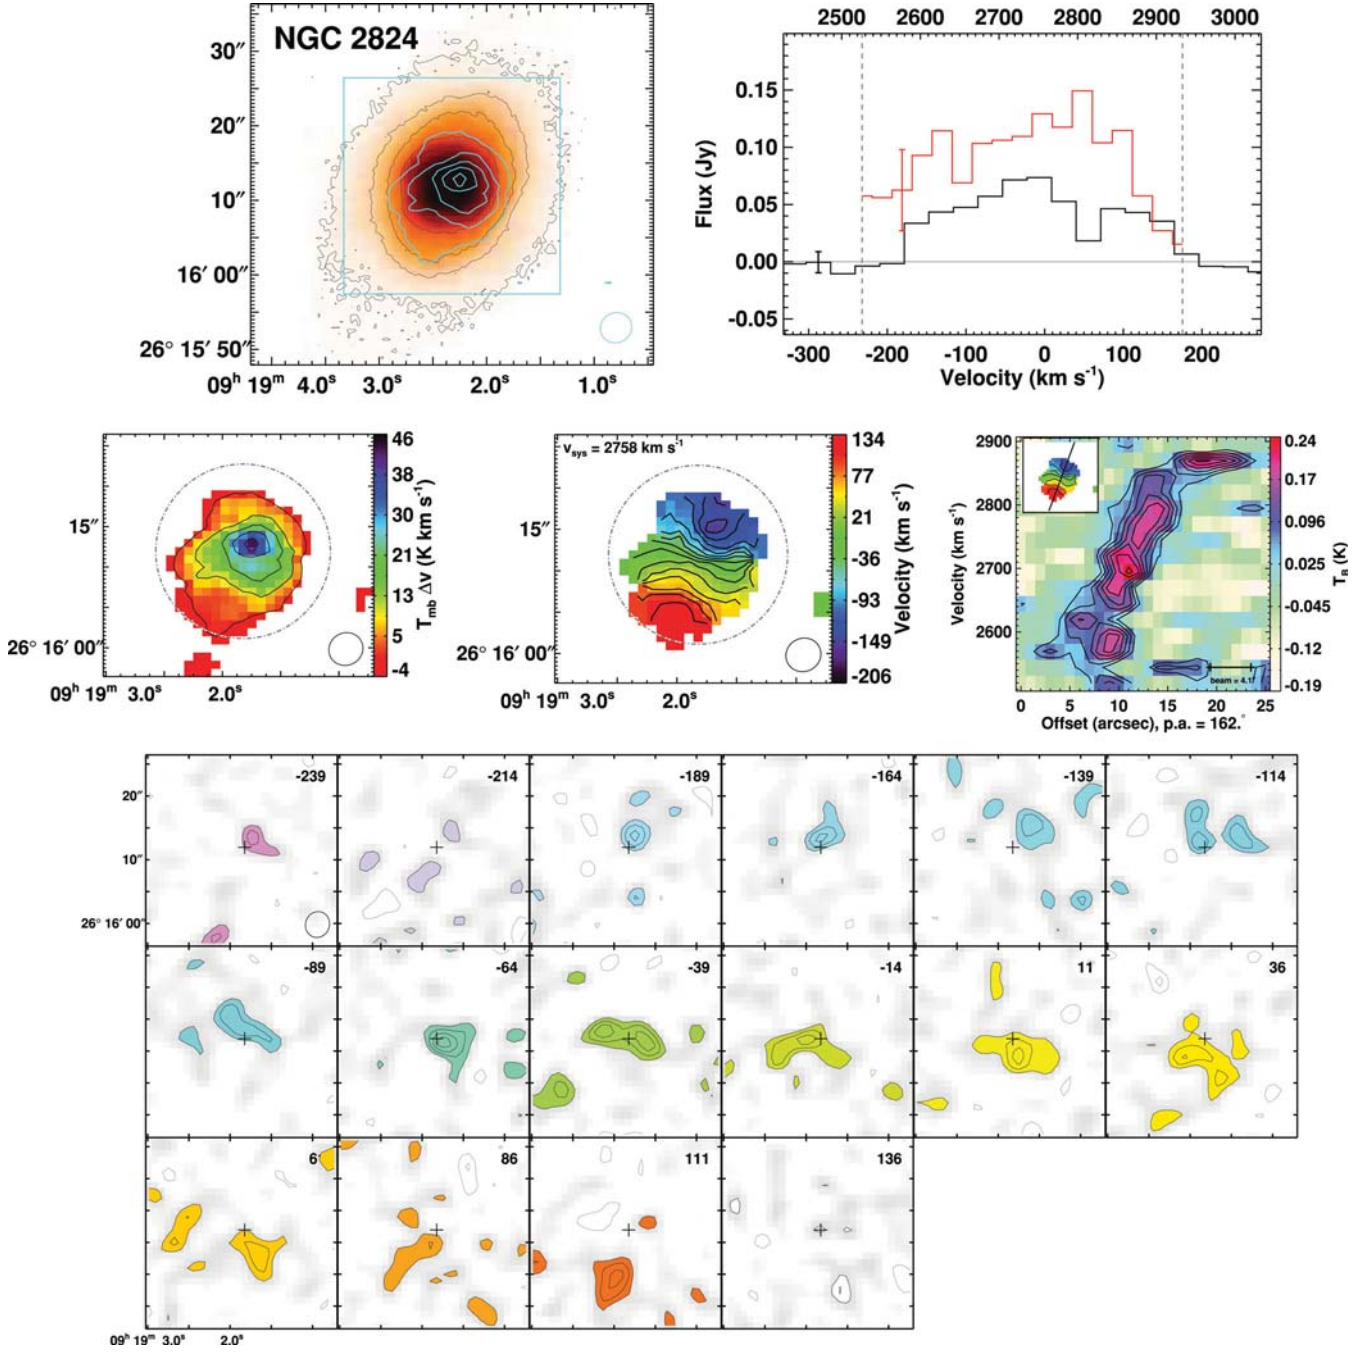 NGC 2824
30″
20″
10″
16′ 00″
26° 15′ 50″
09ʰ 19ᵐ 4.0ˢ 3.0ˢ 2.0ˢ 1.0ˢ
2500 2600 2700 2800 2900 3000
Flux (Jy)
0.15
0.10
0.05
0.00
-0.05
-300 -200 -100 0 100 200
Velocity (km s⁻¹)
15″
26° 16′ 00″
09ʰ 19ᵐ 3.0ˢ 2.0ˢ
46
38
30
21
13
5
-4
T_mb Δv (K km s⁻¹)
v_sys = 2758 km s⁻¹
15″
26° 16′ 00″
09ʰ 19ᵐ 3.0ˢ 2.0ˢ
134
77
21
-36
-93
-149
-206
Velocity (km s⁻¹)
2900
2800
2700
2600
Velocity (km s⁻¹)
beam = 4.1″
0 5 10 15 20 25
Offset (arcsec), p.a. = 162.°
0.24
0.17
0.096
0.025
-0.045
-0.12
-0.19
T_B (K)
20″
10″
26° 16′ 00″
-239 -214 -189 -164 -139 -114
-89 -64 -39 -14 11 36
61 86 111 136
09ʰ 19ᵐ 3.0ˢ 2.0ˢ